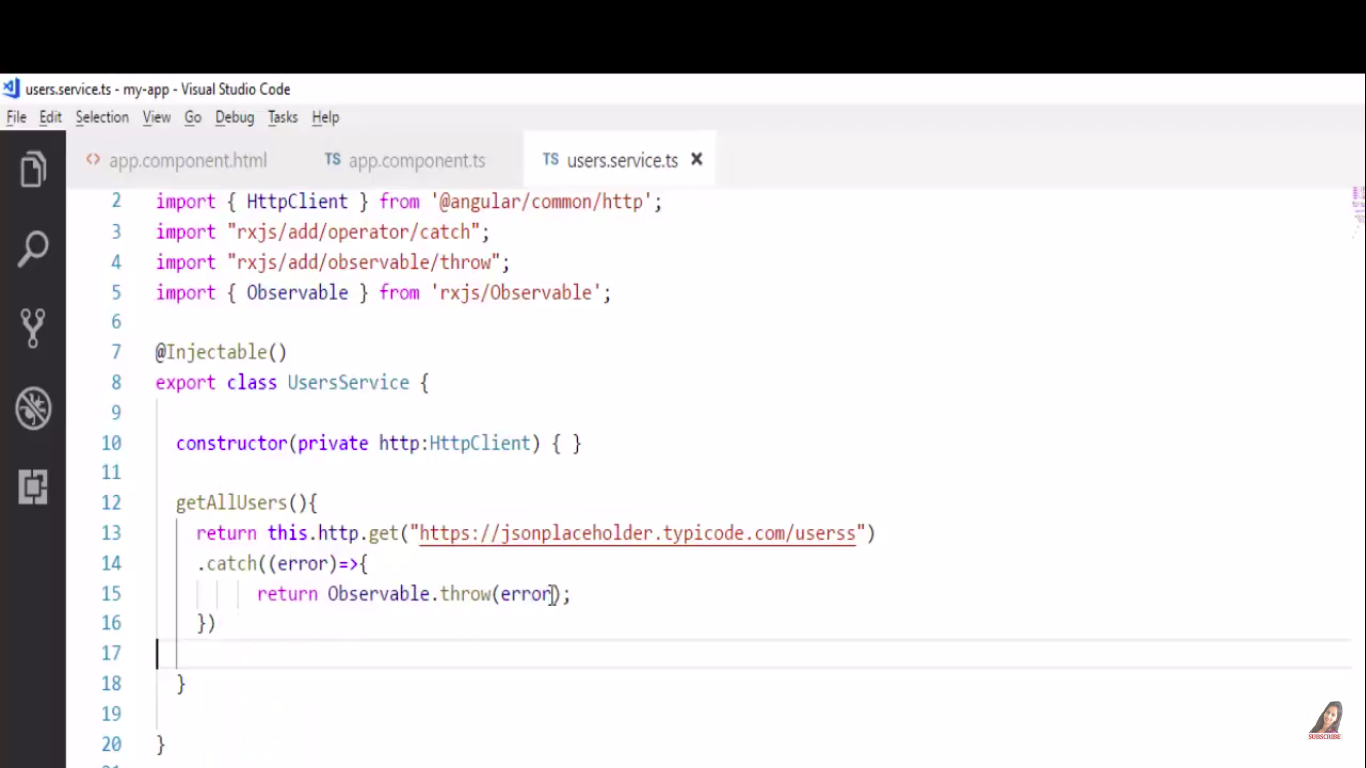 users.service.ts - my-app - Visual Studio Code
File Edit Selection View Go Debug Tasks Help
<> app.component.html TS app.component.ts TS users.service.ts ×
2 import { HttpClient } from '@angular/common/http';
3 import "rxjs/add/operator/catch";
4 import "rxjs/add/observable/throw";
5 import { Observable } from 'rxjs/Observable';
6
7 @Injectable()
8 export class UsersService {
9
10 constructor(private http:HttpClient) { }
11
12 getAllUsers(){
13 return this.http.get("https://jsonplaceholder.typicode.com/userss")
14 .catch((error)=>{
15 return Observable.throw(error);
16 })
17
18 }
19
20 }
SUBSCRIBE